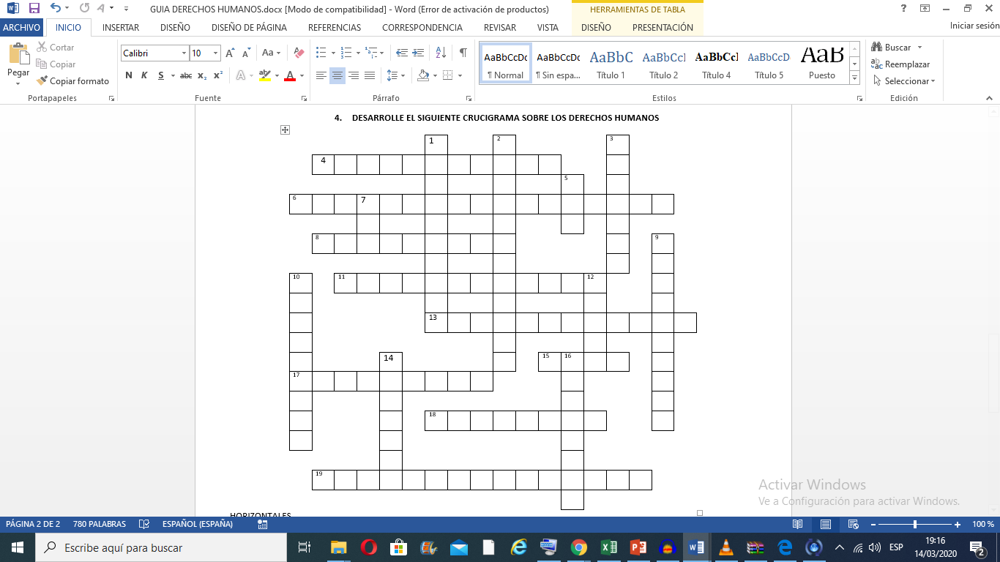 GUIA DERECHOS HUMANOS.docx [Modo de compatibilidad] - Word (Error de activación de productos)
HERRAMIENTAS DE TABLA
ARCHIVO INICIO INSERTAR DISEÑO DISEÑO DE PÁGINA REFERENCIAS CORRESPONDENCIA REVISAR VISTA DISEÑO PRESENTACIÓN Iniciar sesión
Pegar
Cortar
Copiar
Copiar formato
Portapapeles
Calibri 10
N K S abc x₂ x²
Fuente
Párrafo
AaBbCcDc AaBbCcDc AaBbC AaBbCcI AaBbCcI AaBbCcD AaB
¶ Normal ¶ Sin espa... Título 1 Título 2 Título 4 Título 5 Puesto
Estilos
Buscar
Reemplazar
Seleccionar
Edición
4. DESARROLLE EL SIGUIENTE CRUCIGRAMA SOBRE LOS DERECHOS HUMANOS
1 2 3
4
5
6 7
8 9
10 11 12
13
14 15 16
17
18
19
HORIZONTALES
Activar Windows
Ve a Configuración para activar Windows.
PÁGINA 2 DE 2 780 PALABRAS ESPAÑOL (ESPAÑA) 100 %
Escribe aquí para buscar
ESP
19:16
14/03/2020
2